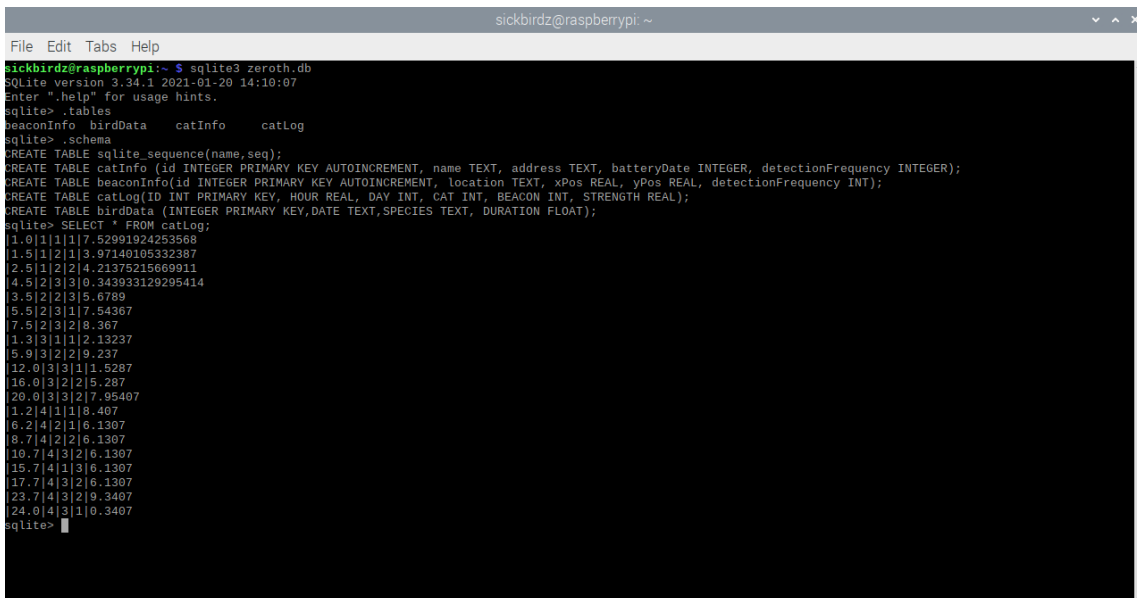 sickbirdz@raspberrypi: ~
File Edit Tabs Help
sickbirdz@raspberrypi:~ $ sqlite3 zeroth.db
SQLite version 3.34.1 2021-01-20 14:10:07
Enter ".help" for usage hints.
sqlite> .tables
beaconInfo  birdData    catInfo     catLog
sqlite> .schema
CREATE TABLE sqlite_sequence(name,seq);
CREATE TABLE catInfo (id INTEGER PRIMARY KEY AUTOINCREMENT, name TEXT, address TEXT, batteryDate INTEGER, detectionFrequency INTEGER);
CREATE TABLE beaconInfo(id INTEGER PRIMARY KEY AUTOINCREMENT, location TEXT, xPos REAL, yPos REAL, detectionFrequency INT);
CREATE TABLE catLog(ID INT PRIMARY KEY, HOUR REAL, DAY INT, CAT INT, BEACON INT, STRENGTH REAL);
CREATE TABLE birdData (INTEGER PRIMARY KEY,DATE TEXT,SPECIES TEXT, DURATION FLOAT);
sqlite> SELECT * FROM catLog;
|1.0|1|1|1|7.52991924253568
|1.5|1|2|1|3.97140105332387
|2.5|1|2|2|4.21375215669911
|4.5|2|3|3|0.343933129295414
|3.5|2|2|3|5.6789
|5.5|2|3|1|7.54367
|7.5|2|3|2|8.367
|1.3|3|1|1|2.13237
|5.9|3|2|2|9.237
|12.0|3|3|1|1.5287
|16.0|3|2|2|5.287
|20.0|3|3|2|7.95407
|1.2|4|1|1|8.407
|6.2|4|2|1|6.1307
|8.7|4|2|2|6.1307
|10.7|4|3|2|6.1307
|15.7|4|1|3|6.1307
|17.7|4|3|2|6.1307
|23.7|4|3|2|9.3407
|24.0|4|3|1|0.3407
sqlite>